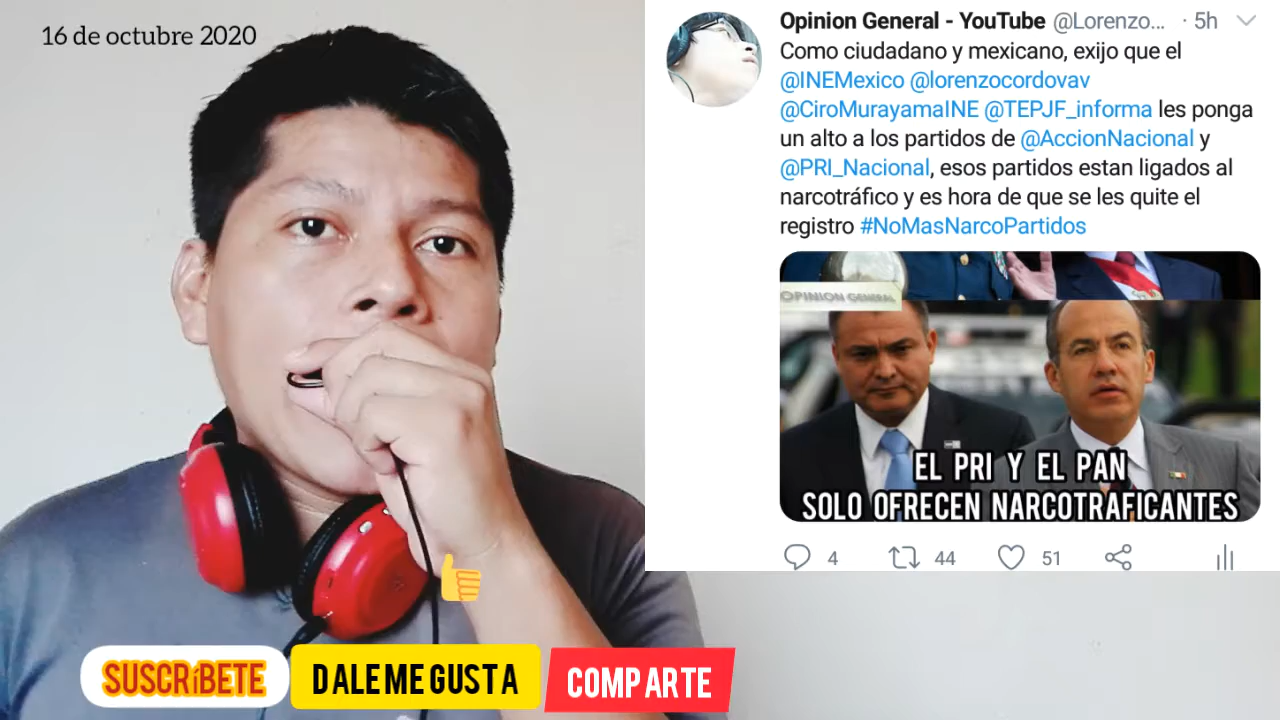 16 de octubre 2020
Opinion General - YouTube @Lorenzo... · 5h
Como ciudadano y mexicano, exijo que el
@INEMexico @lorenzocordovav
@CiroMurayamaINE @TEPJF_informa les ponga
un alto a los partidos de @AccionNacional y
@PRI_Nacional, esos partidos estan ligados al
narcotráfico y es hora de que se les quite el
registro #NoMasNarcoPartidos
OPINION GENERAL
EL PRI Y EL PAN
SOLO OFRECEN NARCOTRAFICANTES
4 44 51
SUSCRíBETE
DALE ME GUSTA
COMPARTE